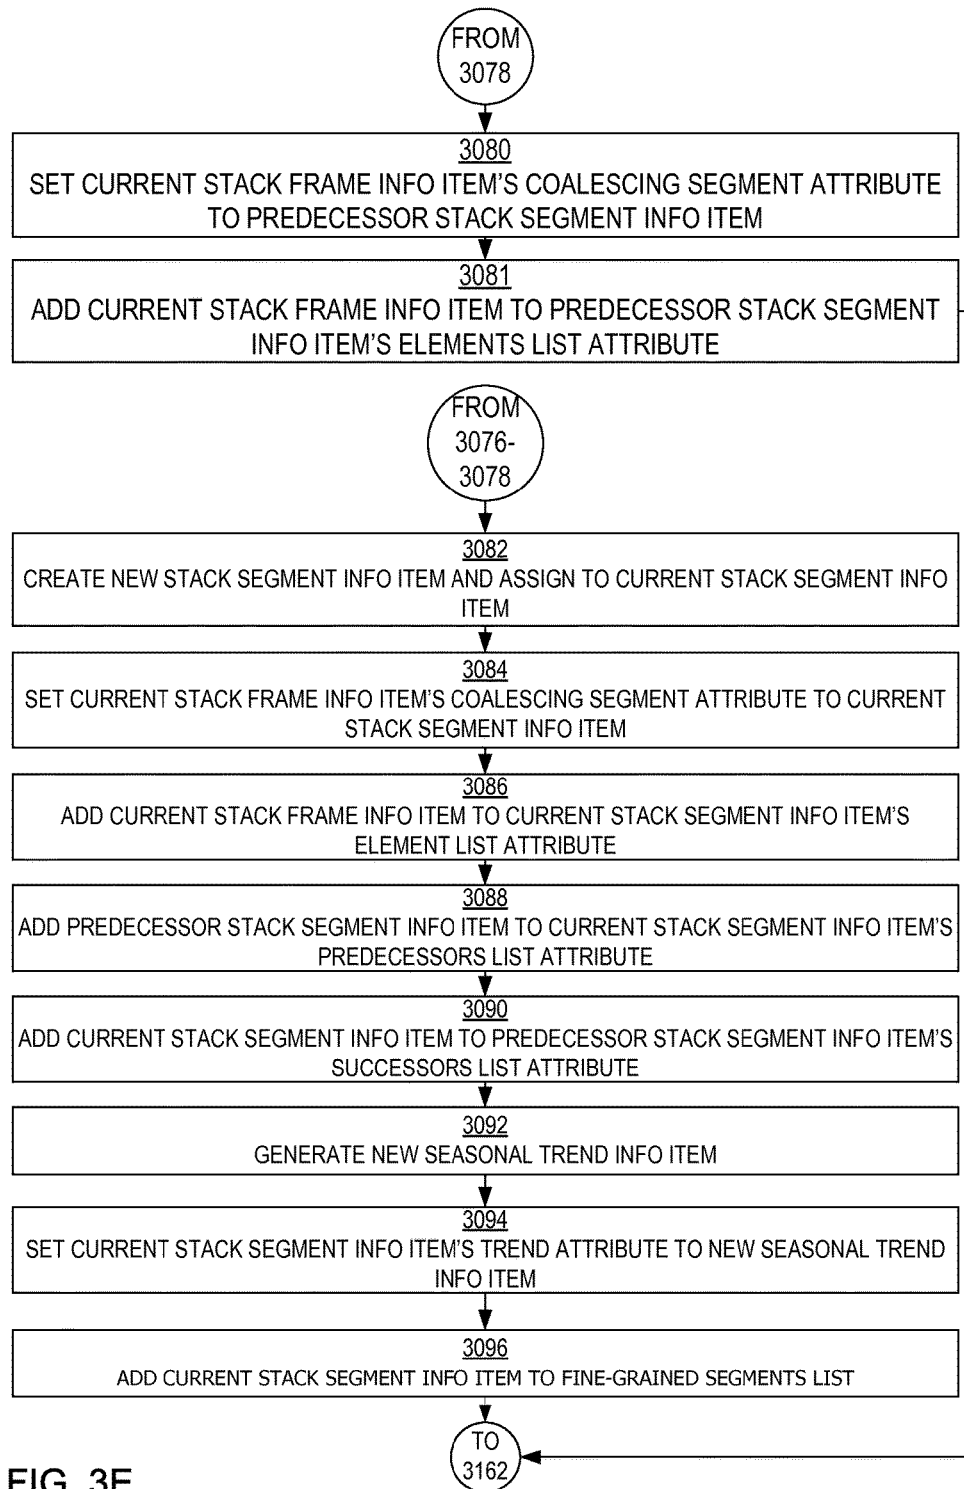 FROM
3078
3080
SET CURRENT STACK FRAME INFO ITEM'S COALESCING SEGMENT ATTRIBUTE
TO PREDECESSOR STACK SEGMENT INFO ITEM
3081
ADD CURRENT STACK FRAME INFO ITEM TO PREDECESSOR STACK SEGMENT
INFO ITEM'S ELEMENTS LIST ATTRIBUTE
FROM
3076-
3078
3082
CREATE NEW STACK SEGMENT INFO ITEM AND ASSIGN TO CURRENT STACK SEGMENT INFO
ITEM
3084
SET CURRENT STACK FRAME INFO ITEM'S COALESCING SEGMENT ATTRIBUTE TO CURRENT
STACK SEGMENT INFO ITEM
3086
ADD CURRENT STACK FRAME INFO ITEM TO CURRENT STACK SEGMENT INFO ITEM'S
ELEMENT LIST ATTRIBUTE
3088
ADD PREDECESSOR STACK SEGMENT INFO ITEM TO CURRENT STACK SEGMENT INFO ITEM'S
PREDECESSORS LIST ATTRIBUTE
3090
ADD CURRENT STACK SEGMENT INFO ITEM TO PREDECESSOR STACK SEGMENT INFO ITEM'S
SUCCESSORS LIST ATTRIBUTE
3092
GENERATE NEW SEASONAL TREND INFO ITEM
3094
SET CURRENT STACK SEGMENT INFO ITEM'S TREND ATTRIBUTE TO NEW SEASONAL TREND
INFO ITEM
3096
ADD CURRENT STACK SEGMENT INFO ITEM TO FINE-GRAINED SEGMENTS LIST
TO
3162
FIG.